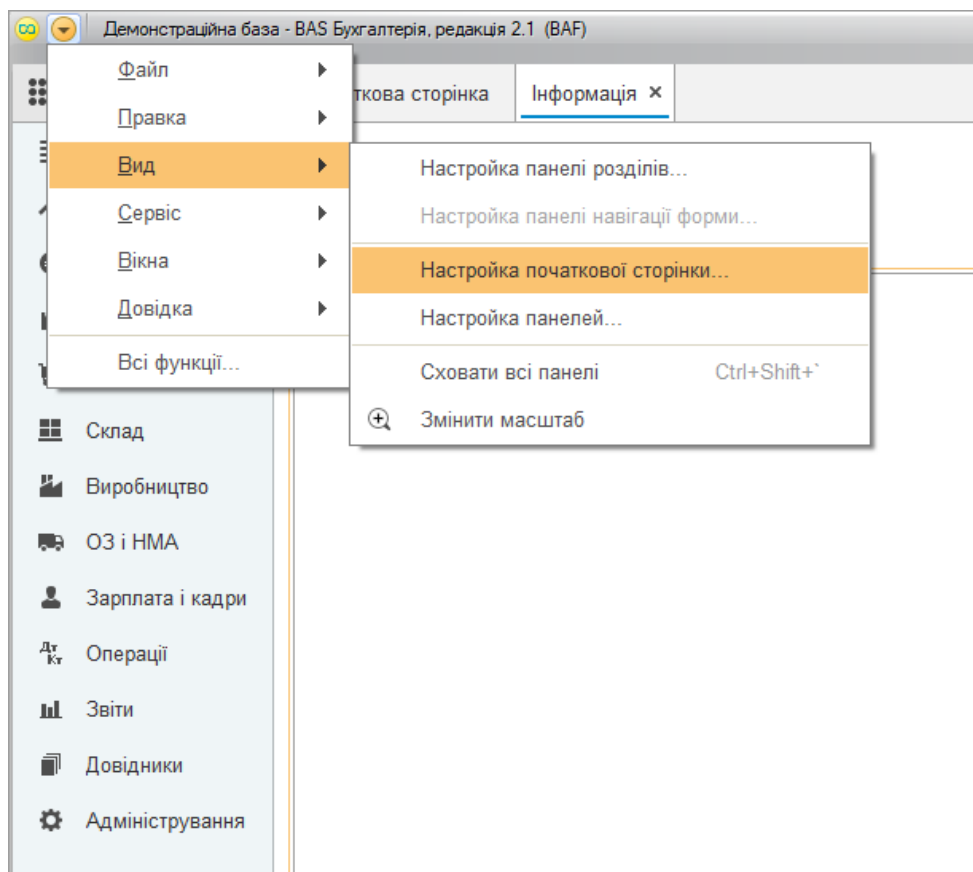 Демонстраційна база - BAS Бухгалтерія, редакція 2.1 (BAF)
ткова сторінка
Інформація ×
Файл
Правка
Вид
Сервіс
Вікна
Довідка
Всі функції...
Настройка панелі розділів...
Настройка панелі навігації форми...
Настройка початкової сторінки...
Настройка панелей...
Сховати всі панелі Ctrl+Shift+`
Змінити масштаб
Склад
Виробництво
ОЗ і НМА
Зарплата і кадри
Дт Кт Операції
Звіти
Довідники
Адміністрування